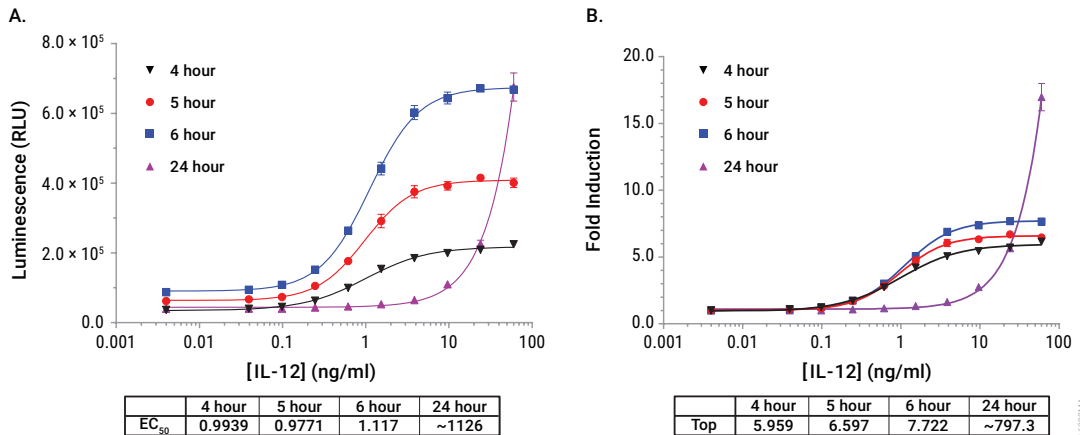 A.
8.0 × 10⁵
6.0 × 10⁵
4.0 × 10⁵
2.0 × 10⁵
0.0
Luminescence (RLU)
4 hour
5 hour
6 hour
24 hour
0.001 0.01 0.1 1 10 100
[IL-12] (ng/ml)
4 hour 5 hour 6 hour 24 hour
EC₅₀ 0.9939 0.9771 1.117 ~1126
B.
20.0
15.0
10.0
5.0
0.0
Fold Induction
4 hour
5 hour
6 hour
24 hour
0.001 0.01 0.1 1 10 100
[IL-12] (ng/ml)
4 hour 5 hour 6 hour 24 hour
Top 5.959 6.597 7.722 ~797.3